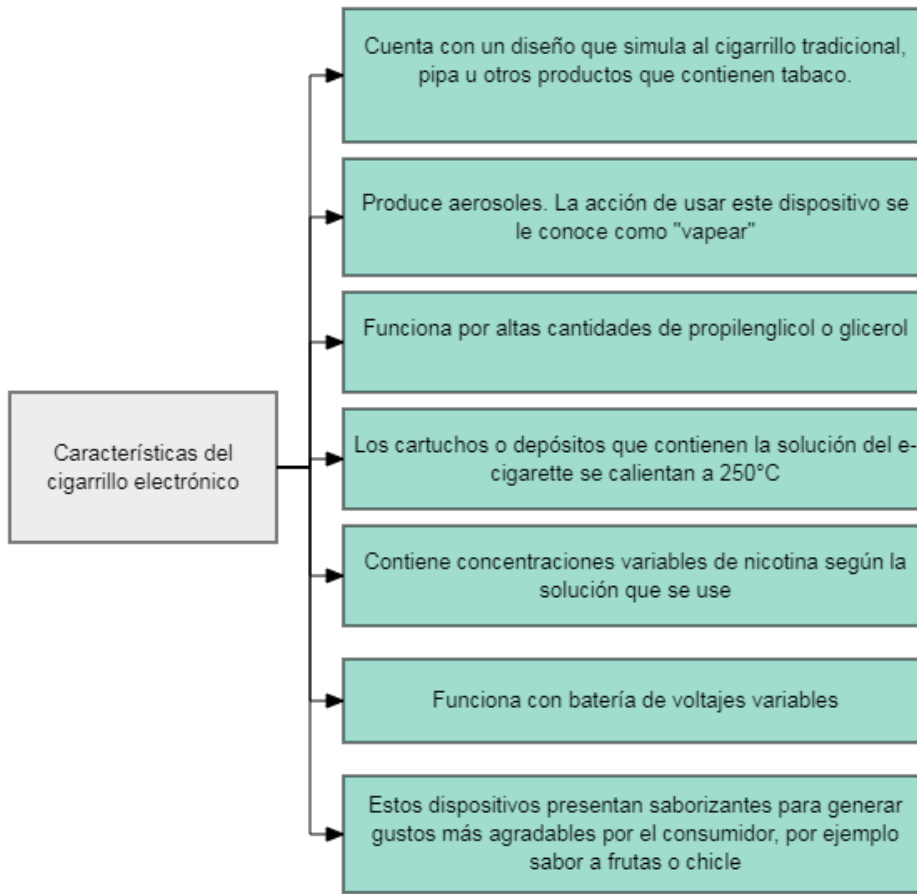 Cuenta con un diseño que simula al cigarrillo tradicional,
pipa u otros productos que contienen tabaco.
Produce aerosoles. La acción de usar este dispositivo se
le conoce como "vapear"
Funciona por altas cantidades de propilenglicol o glicerol
Características del
cigarrillo electrónico
Los cartuchos o depósitos que contienen la solución del e-
cigarette se calientan a 250°C
Contiene concentraciones variables de nicotina según la
solución que se use
Funciona con batería de voltajes variables
Estos dispositivos presentan saborizantes para generar
gustos más agradables por el consumidor, por ejemplo
sabor a frutas o chicle